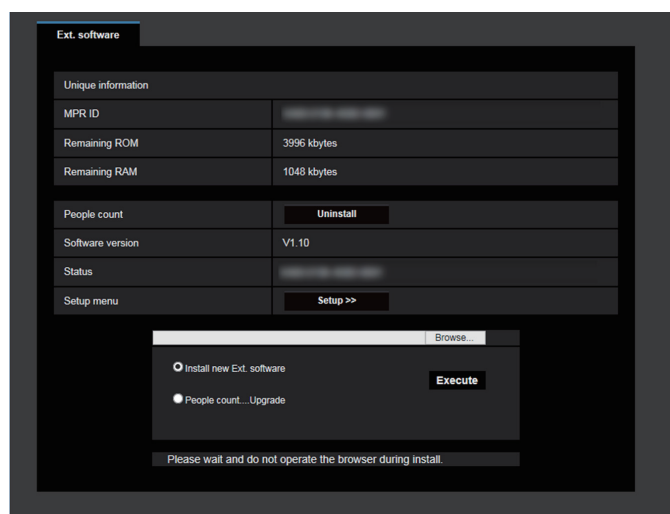 Ext. software
Unique information
MPR ID
Remaining ROM 3996 kbytes
Remaining RAM 1048 kbytes
People count Uninstall
Software version V1.10
Status
Setup menu Setup >>
Browse...
Install new Ext. software
Execute
People count....Upgrade
Please wait and do not operate the browser during install.